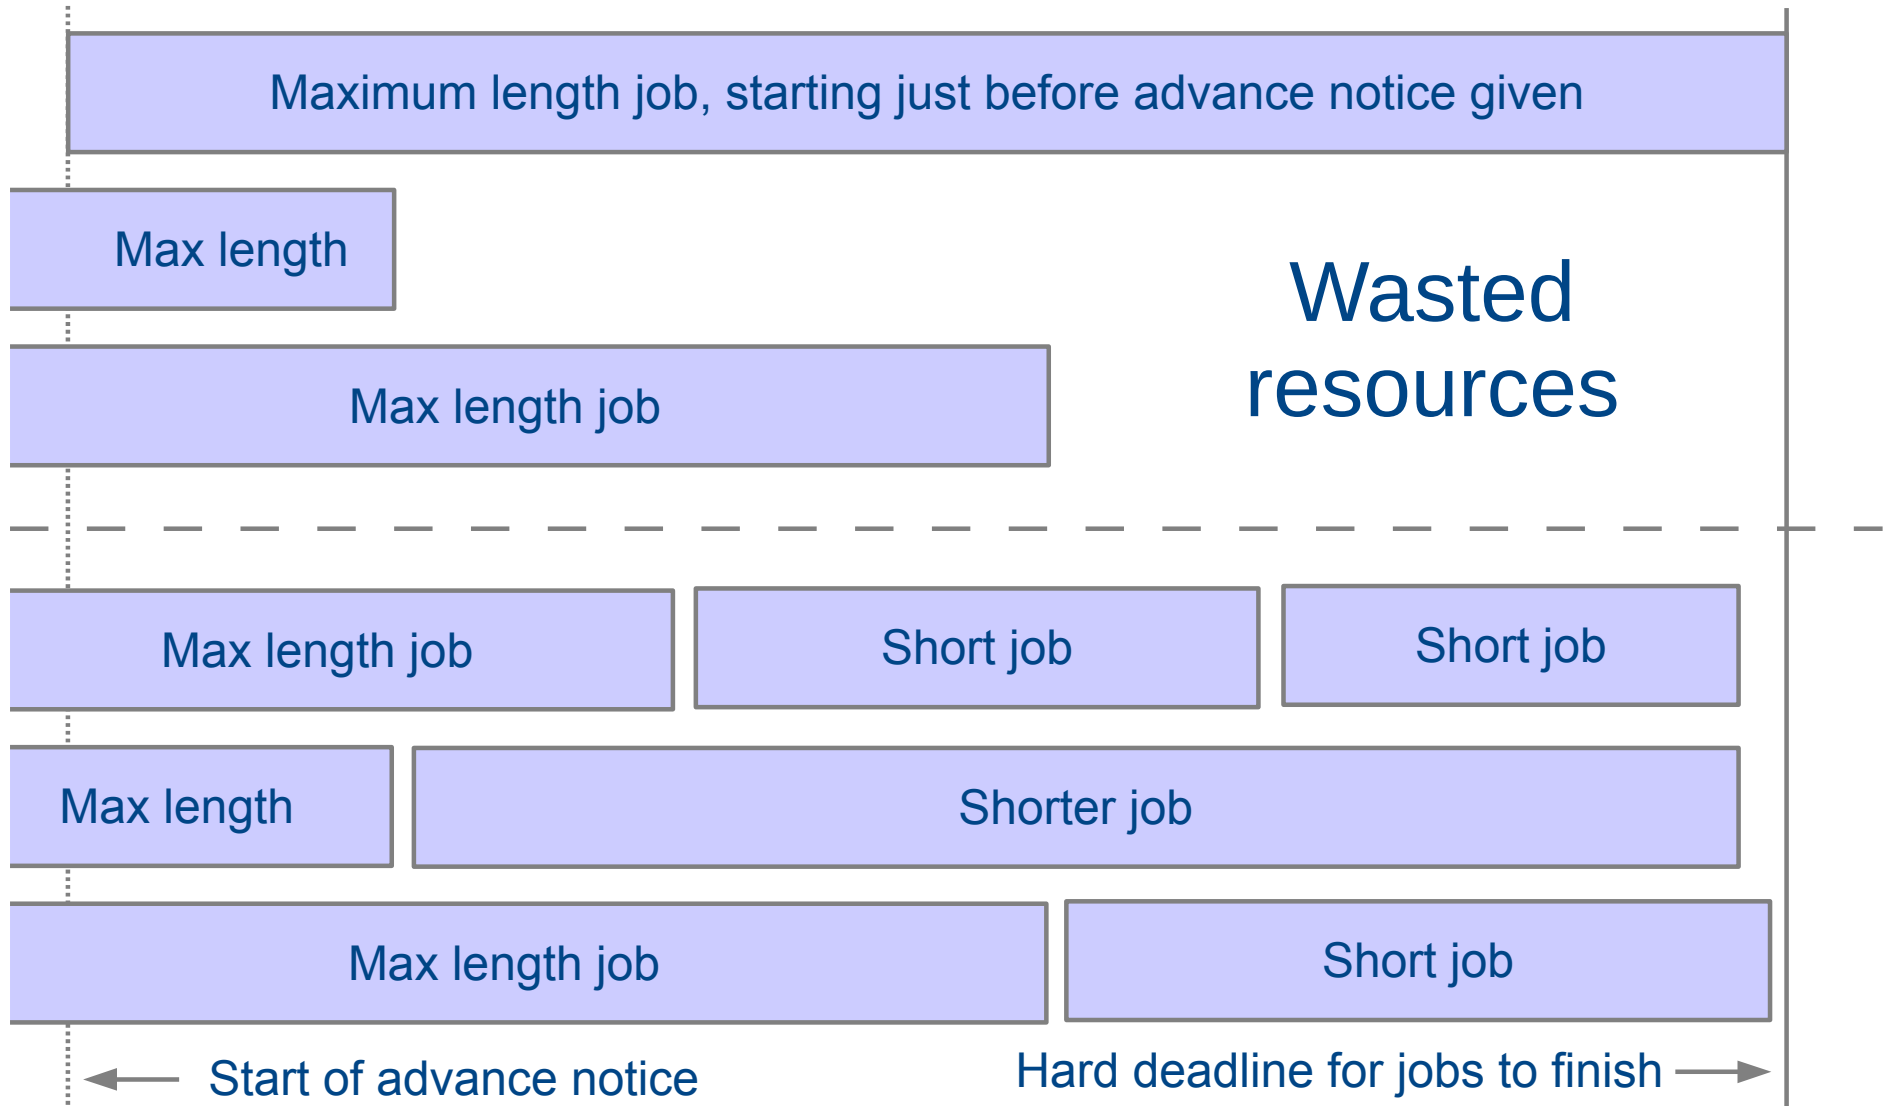 Maximum length job, starting just before advance notice given
Max length
Wasted
resources
Max length job
Max length job
Short job
Short job
Max length
Shorter job
Max length job
Short job
Start of advance notice
Hard deadline for jobs to finish